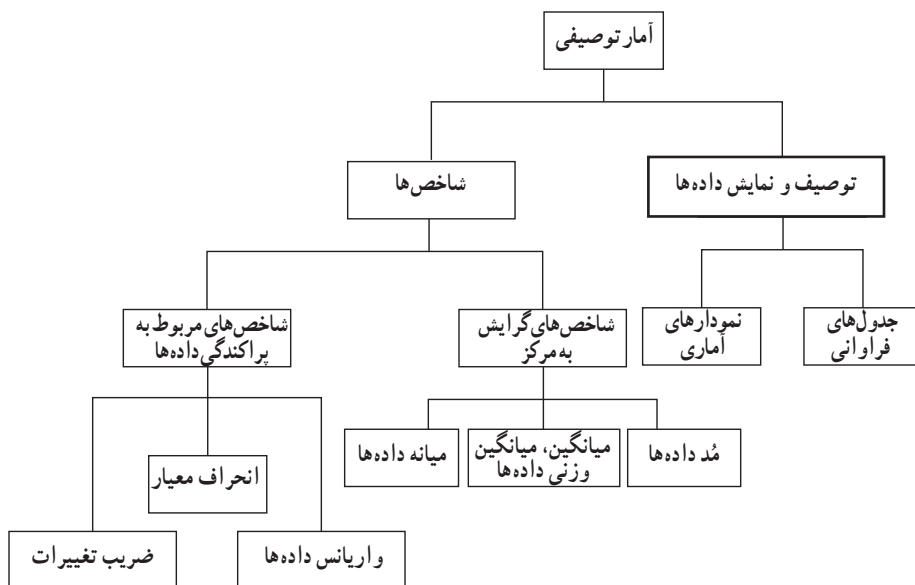 آمار توصیفی
توصیف و نمایش داده‌ها
شاخص‌ها
جدول‌های
فراوانی
نمودارهای
آماری
شاخص‌های گرایش
به مرکز
شاخص‌های مربوط به
پراکندگی داده‌ها
مُد داده‌ها
میانگین، میانگین
وزنی داده‌ها
میانه داده‌ها
انحراف معیار
واریانس داده‌ها
ضریب تغییرات